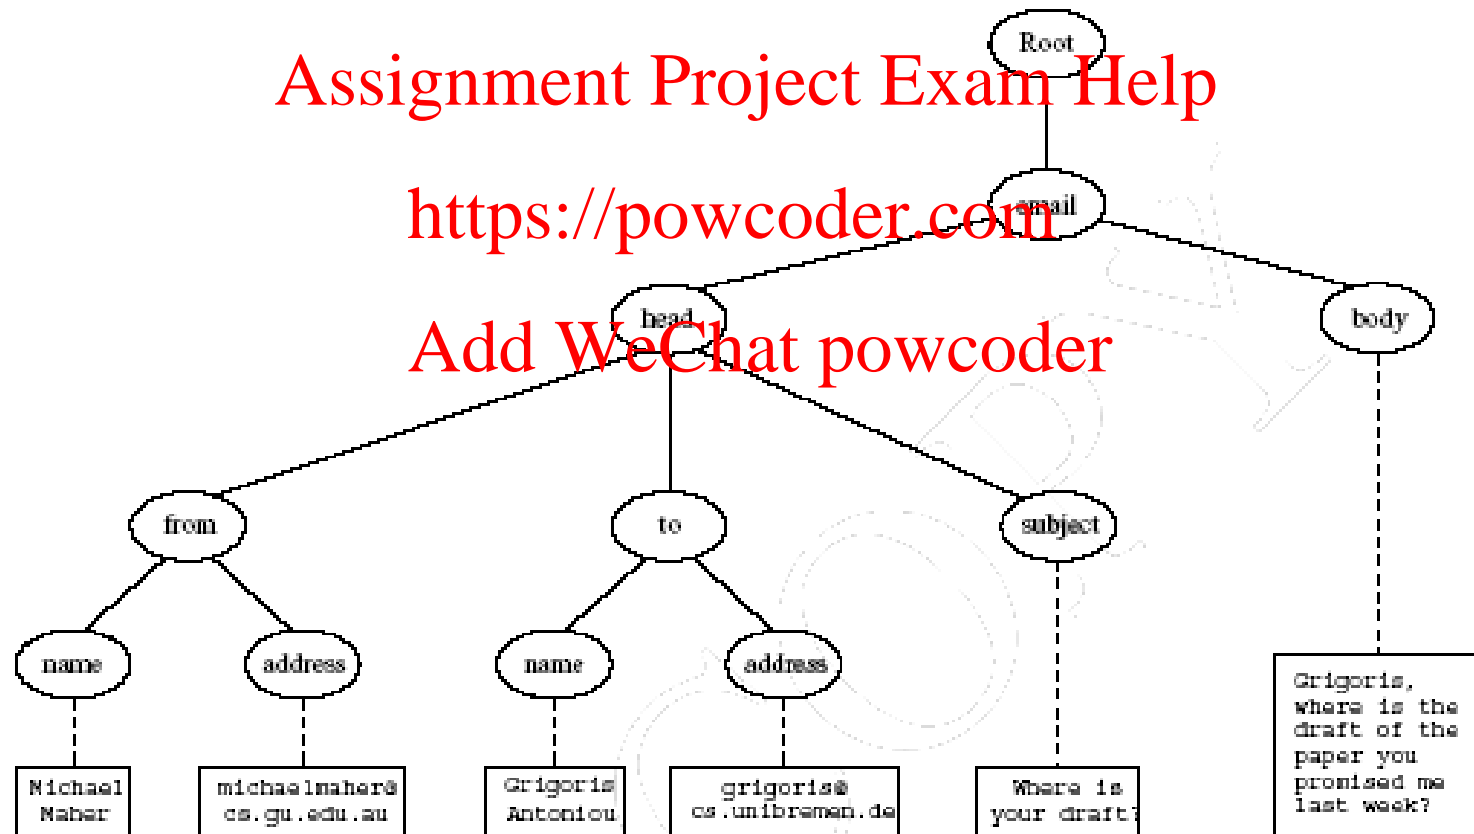 Root
Assignment Project Exam Help
https://powcoder.com
email
head
body
Add WeChat powcoder
from
to
subject
name
address
name
address
Michael
Maher
michaelmaher@
cs.gu.edu.au
Grigoris
Antoniou
grigoris@
cs.unibremen.de
Where is
your draft?
Grigoris,
where is the
draft of the
paper you
promised me
last week?